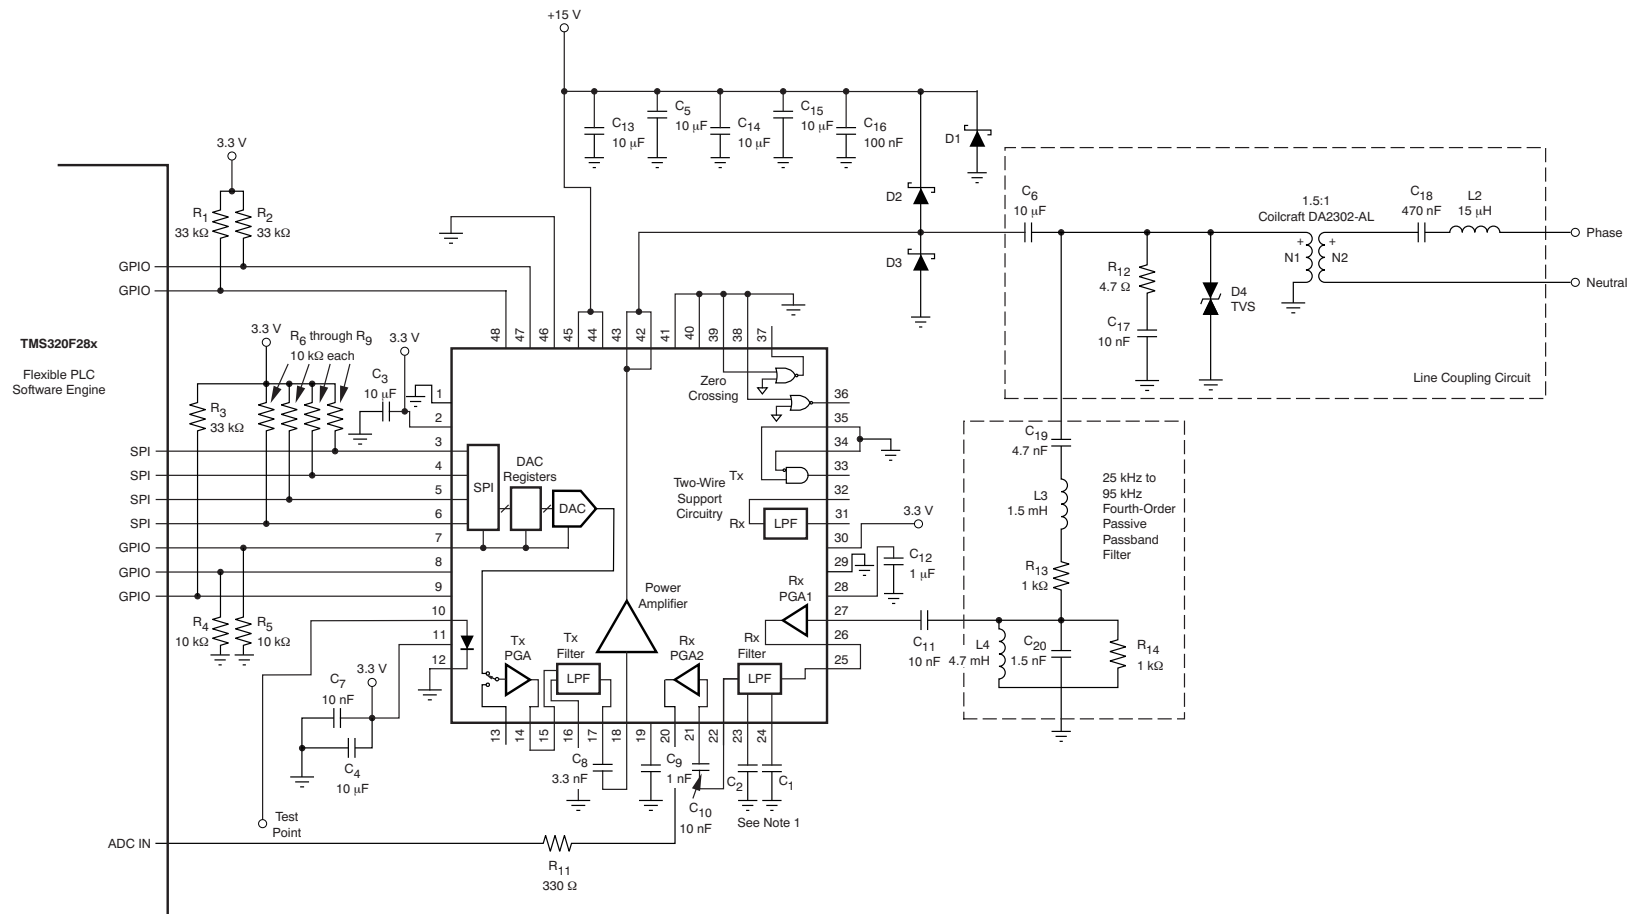 +15 V
C13
10 μF
C5
10 μF
C14
10 μF
C15
10 μF
C16
100 nF
D1
D2
D3
3.3 V
R1
33 kΩ
R2
33 kΩ
GPIO
GPIO
TMS320F28x
Flexible PLC
Software Engine
3.3 V
R6 through R9
10 kΩ each
3.3 V
C3
10 μF
R3
33 kΩ
SPI
SPI
SPI
SPI
GPIO
GPIO
GPIO
R4
10 kΩ
R5
10 kΩ
C7
10 nF
3.3 V
C4
10 μF
Test
Point
ADC IN
R11
330 Ω
48
47
46
45
44
43
42
41
40
39
38
37
1
2
3
4
5
6
7
8
9
10
11
12
SPI
DAC
Registers
DAC
Zero
Crossing
Two-Wire
Support
Circuitry
Tx
Rx
LPF
Power
Amplifier
Tx
PGA
Tx
Filter
LPF
Rx
PGA2
Rx
Filter
LPF
Rx
PGA1
36
35
34
33
32
31
30
29
28
27
26
25
13
14
15
16
17
18
19
20
21
22
23
24
C8
3.3 nF
C9
1 nF
C10
10 nF
C2
C1
See Note 1
3.3 V
C12
1 μF
C11
10 nF
C6
10 μF
R12
4.7 Ω
C17
10 nF
D4
TVS
1.5:1
Coilcraft DA2302-AL
+
N1
+
N2
C18
470 nF
L2
15 μH
Phase
Neutral
Line Coupling Circuit
C19
4.7 nF
L3
1.5 mH
R13
1 kΩ
25 kHz to
95 kHz
Fourth-Order
Passive
Passband
Filter
L4
4.7 mH
C20
1.5 nF
R14
1 kΩ